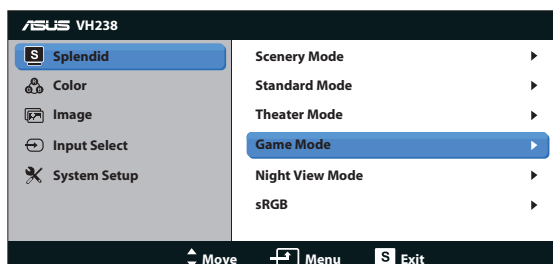 ASUS VH238
S Splendid
Color
Image
Input Select
System Setup
Scenery Mode
Standard Mode
Theater Mode
Game Mode
Night View Mode
sRGB
Move Menu S Exit